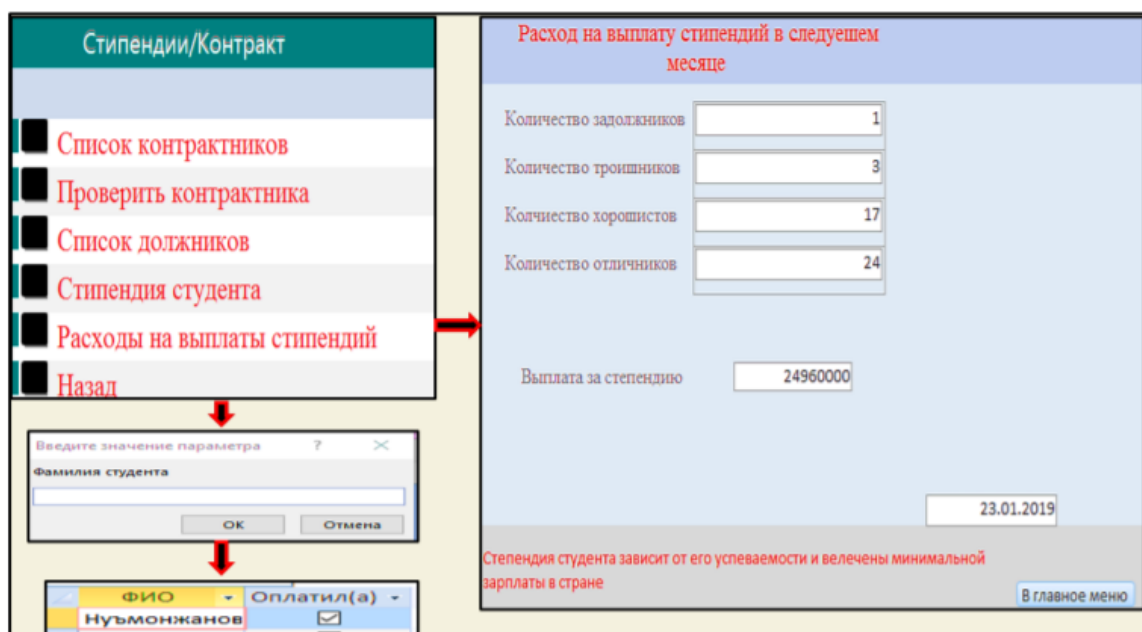 Стипендии/Контракт
Список контрактников
Проверить контрактника
Список должников
Стипендия студента
Расходы на выплаты стипендий
Назад
Введите значение параметра ? ×
Фамилия студента
ОК Отмена
ФИО Оплатил(а)
Нуъмонжанов
Расход на выплату стипендий в следуешем
месяце
Количество задолжников 1
Количество троишников 3
Колчиество хорошистов 17
Количество отличников 24
Выплата за степендию 24960000
23.01.2019
Степендия студента зависит от его успеваемости и велечены минимальной
зарплаты в стране
В главное меню